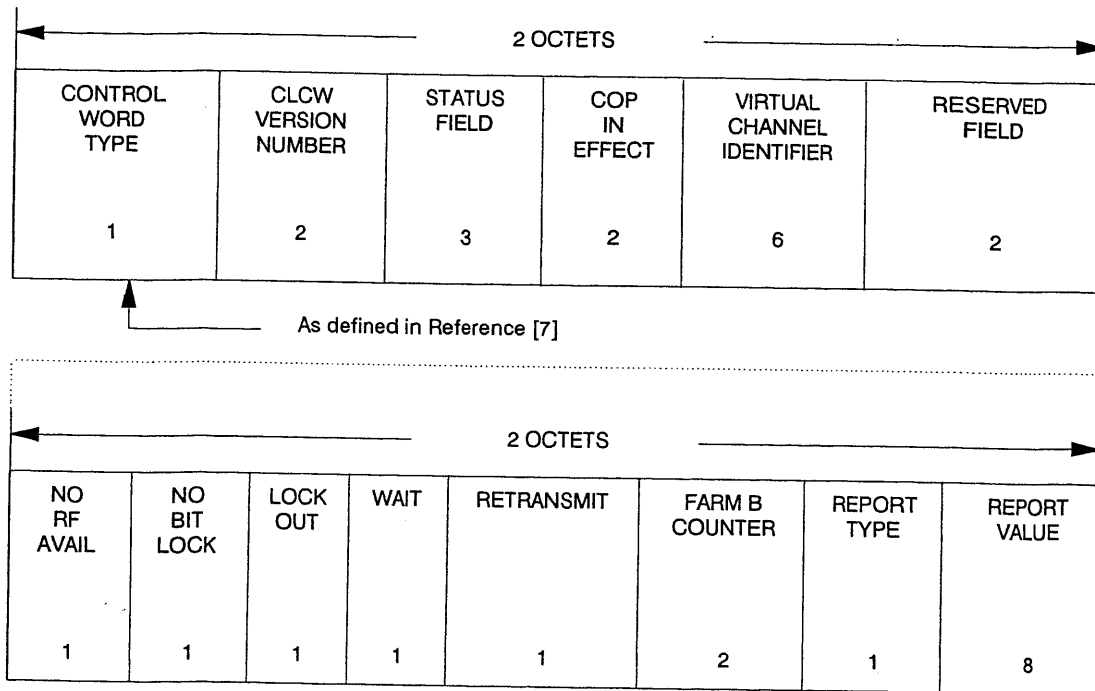 2 OCTETS
CONTROL WORD TYPE
CLCW VERSION NUMBER
STATUS FIELD
COP IN EFFECT
VIRTUAL CHANNEL IDENTIFIER
RESERVED FIELD
1 2 3 2 6 2
As defined in Reference [7]
2 OCTETS
NO RF AVAIL
NO BIT LOCK
LOCK OUT
WAIT
RETRANSMIT
FARM B COUNTER
REPORT TYPE
REPORT VALUE
1 1 1 1 1 2 1 8